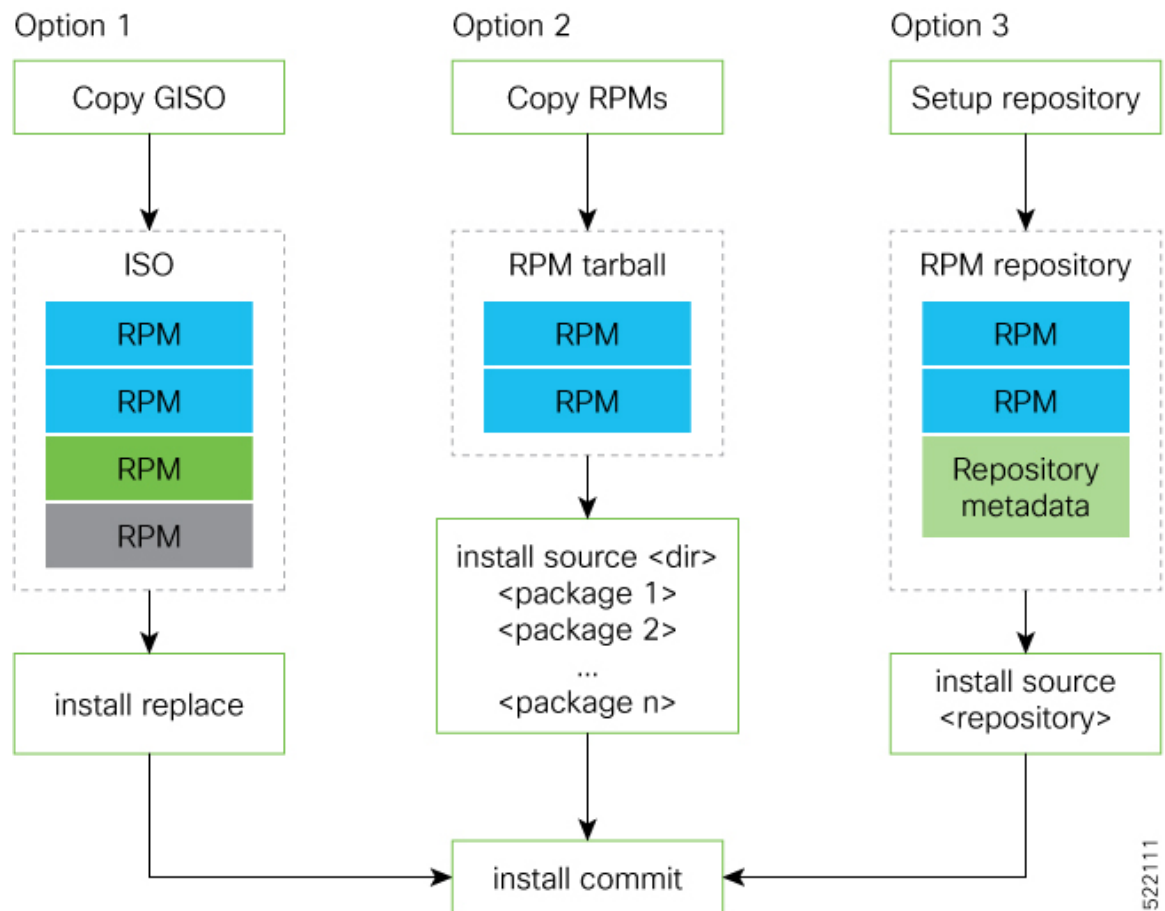 Option 1
Copy GISO
ISO
RPM
RPM
RPM
RPM
install replace
Option 2
Copy RPMs
RPM tarball
RPM
RPM
install source <dir>
<package 1>
<package 2>
...
<package n>
install commit
Option 3
Setup repository
RPM repository
RPM
RPM
Repository
metadata
install source
<repository>
522111